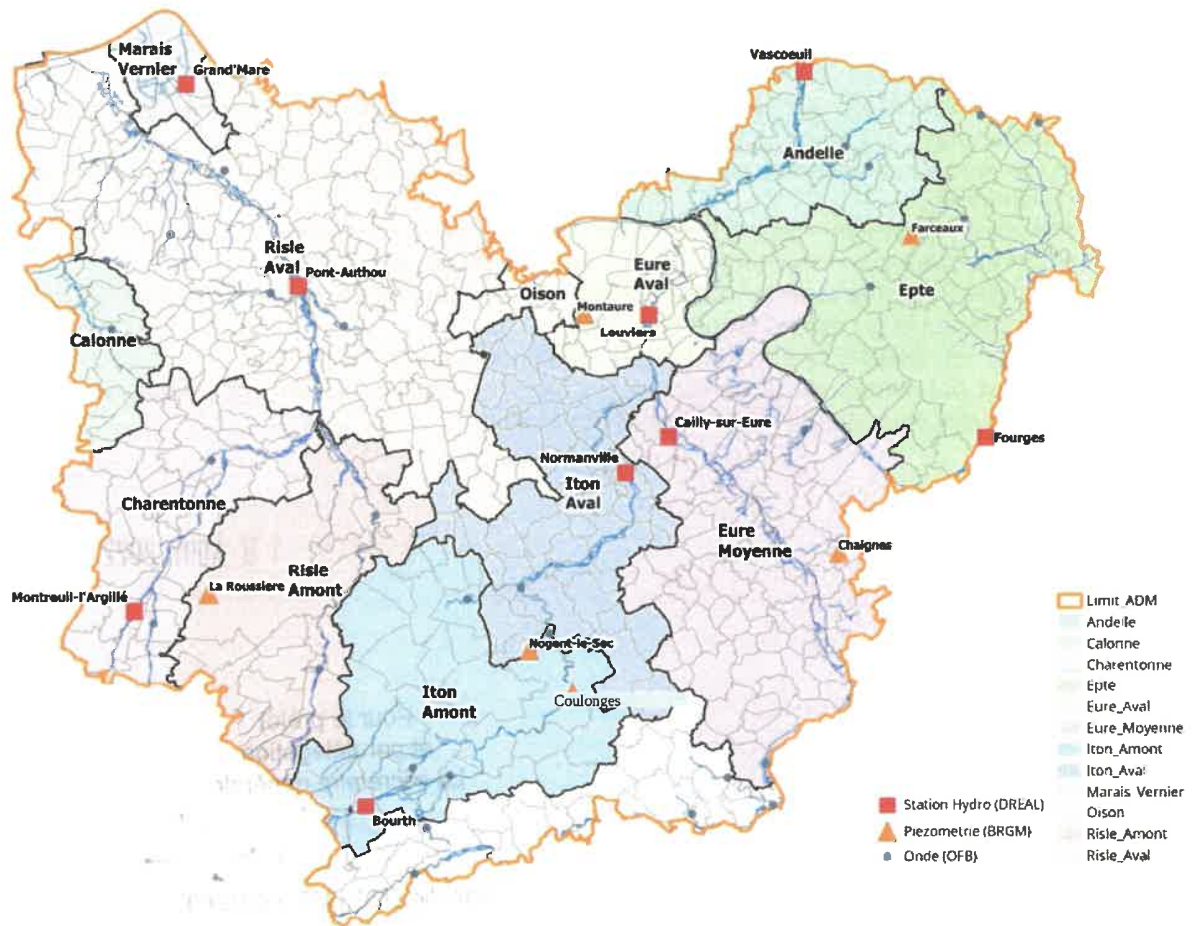 Marais
Vernier
Grand'Mare
Vascoeuil
Andelle
Farceaux
Risle
Aval
Pont-Authou
Eure
Aval
Epte
Oison
Montaure
Louviers
Calonne
Cailly-sur-Eure
Fourges
Normanville
Iton
Aval
Charentonne
Eure
Moyenne
Chaignes
La Roussiere
Risle
Amont
Montreuil-l'Argillé
Nogent-le-Sec
Iton
Amont
Coulonges
Bourth
Limit_ADM
Andelle
Calonne
Charentonne
Epte
Eure_Aval
Eure_Moyenne
Iton_Amont
Iton_Aval
Marais Vernier
Oison
Risle_Amont
Risle_Aval
Station Hydro (DREAL)
Piezometrie (BRGM)
Onde (OFB)